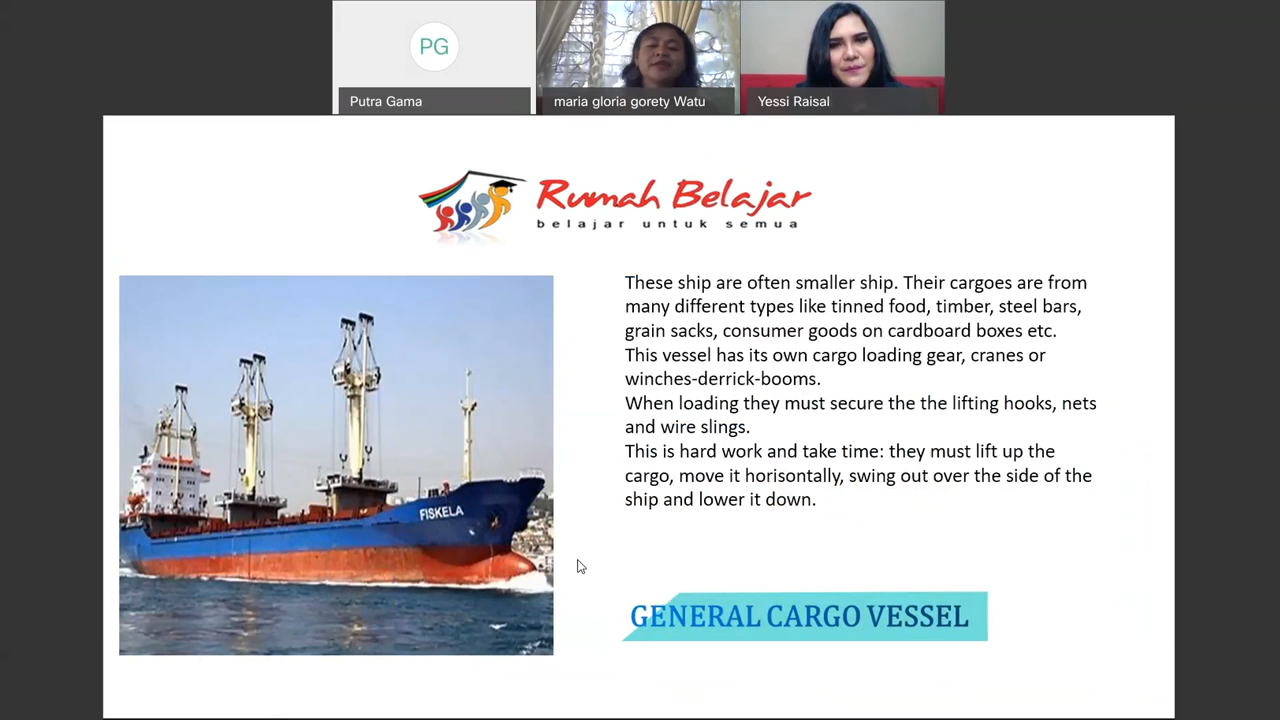 PG
Putra Gama
maria gloria gorety Watu
Yessi Raisal
Rumah Belajar
belajar untuk semua
These ship are often smaller ship. Their cargoes are from
many different types like tinned food, timber, steel bars,
grain sacks, consumer goods on cardboard boxes etc.
This vessel has its own cargo loading gear, cranes or
winches-derrick-booms.
When loading they must secure the the lifting hooks, nets
and wire slings.
This is hard work and take time: they must lift up the
cargo, move it horisontally, swing out over the side of the
ship and lower it down.
FISKELA
GENERAL CARGO VESSEL